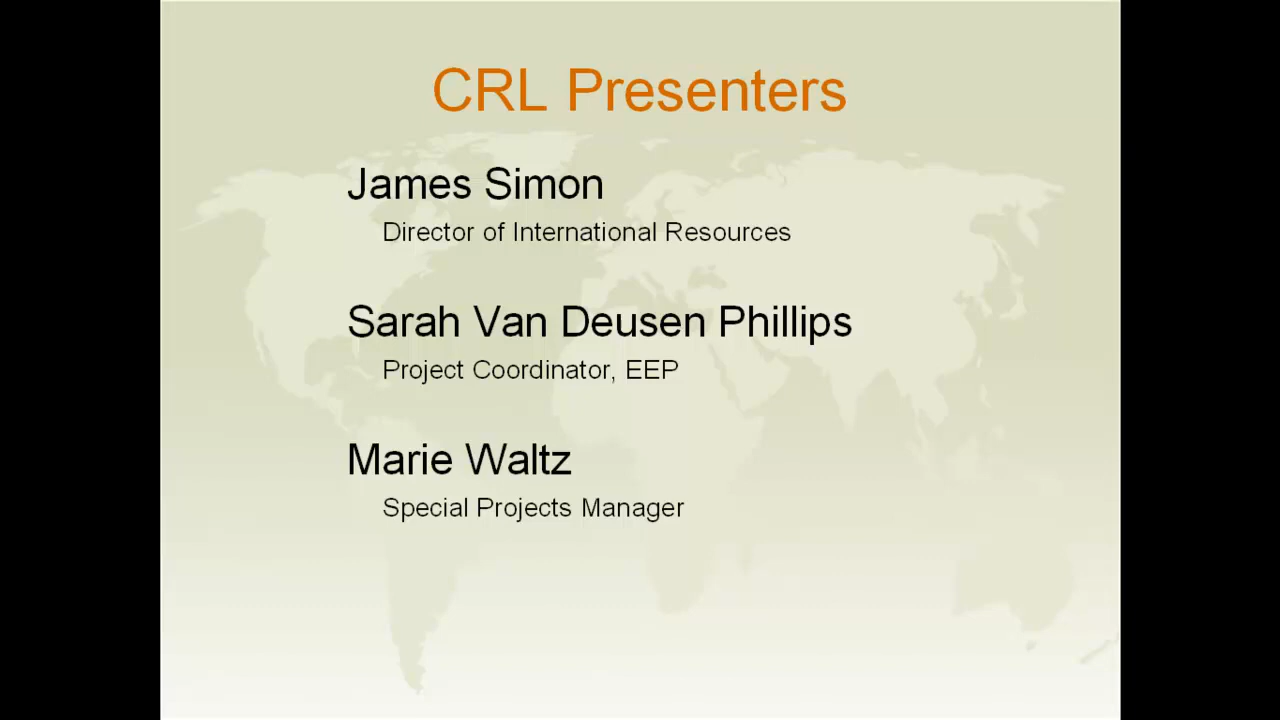 CRL Presenters
James Simon
Director of International Resources
Sarah Van Deusen Phillips
Project Coordinator, EEP
Marie Waltz
Special Projects Manager